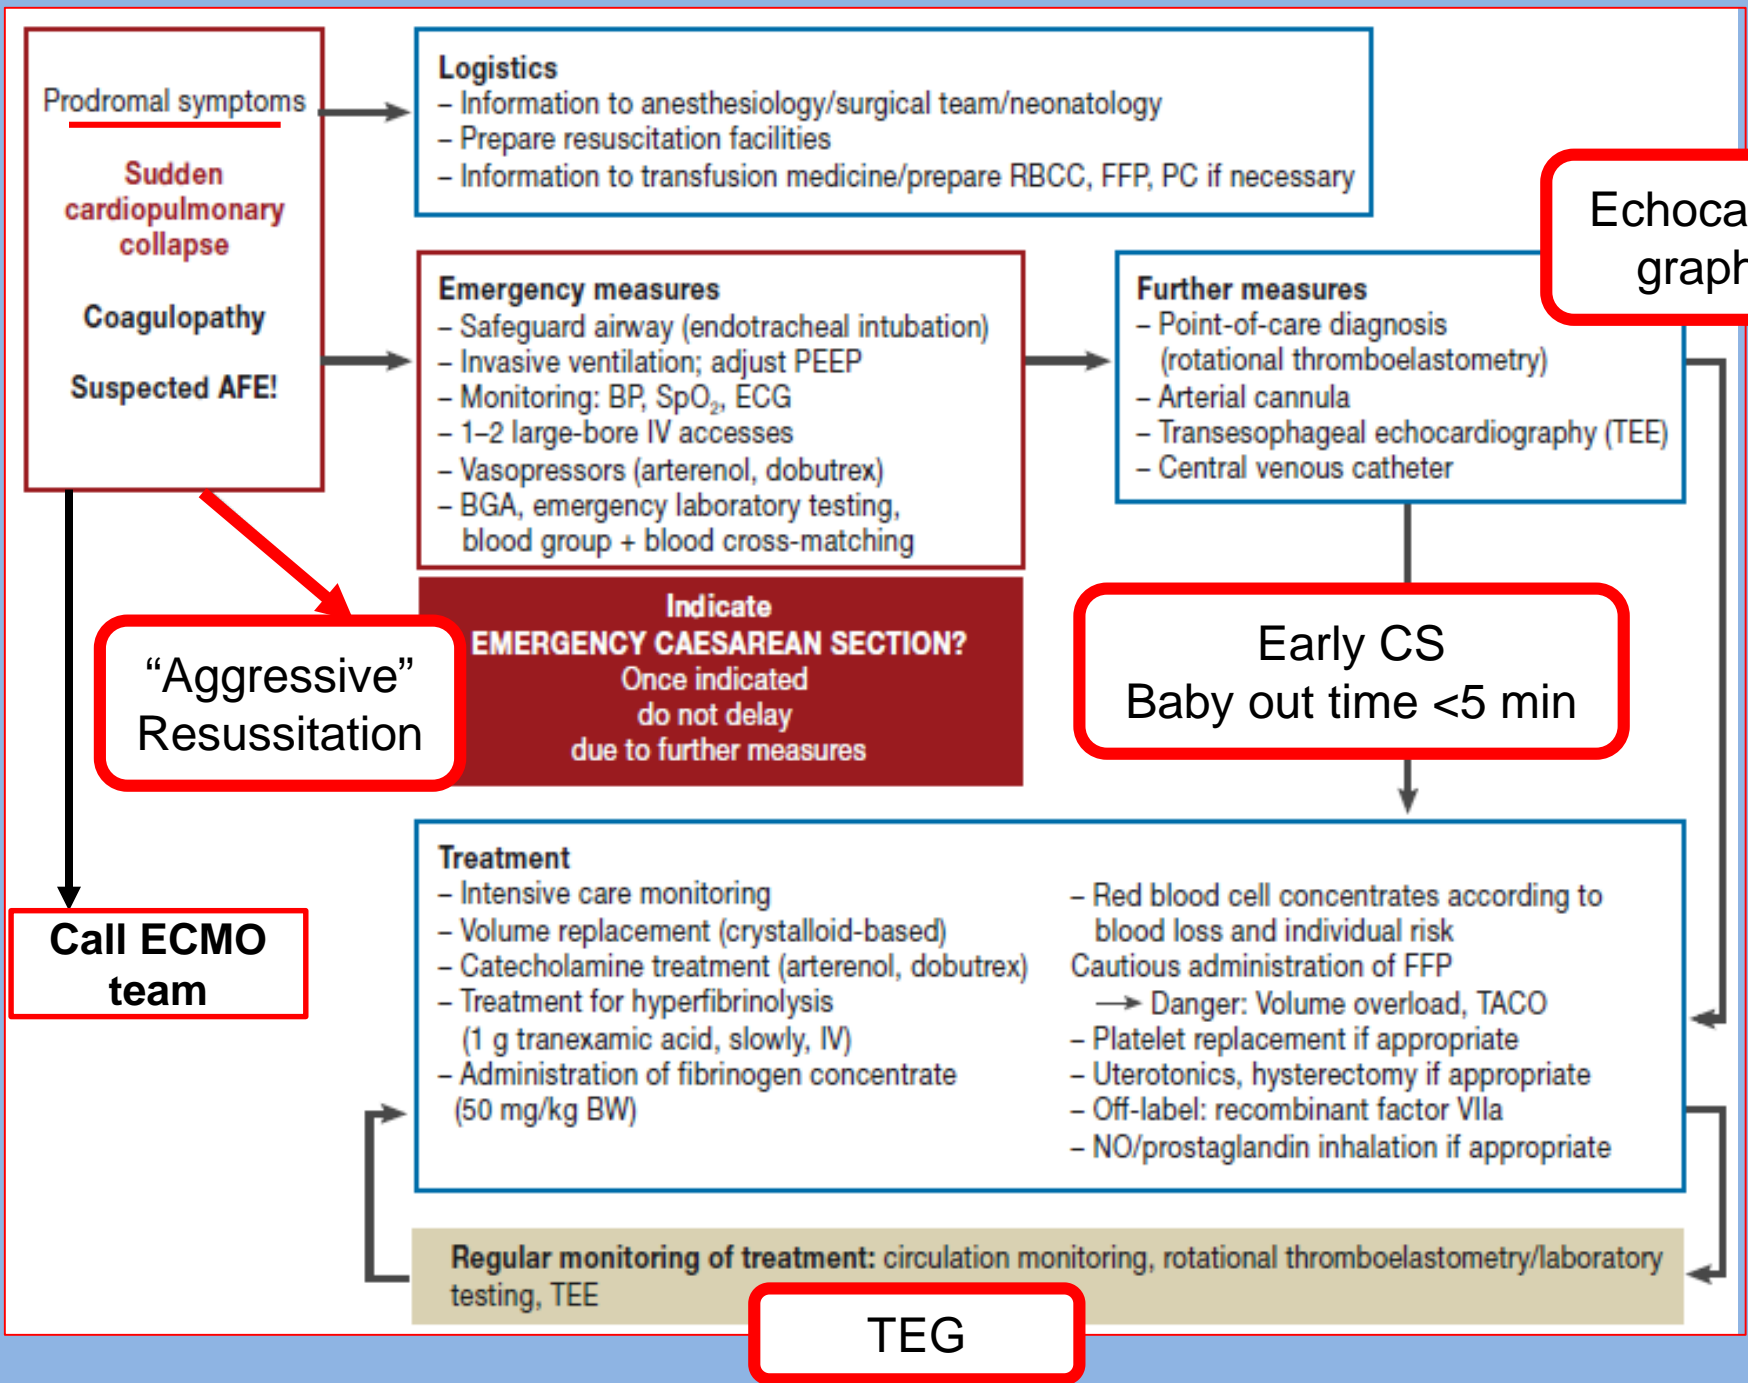 Prodromal symptoms
Sudden
cardiopulmonary
collapse
Coagulopathy
Suspected AFE!
Logistics
– Information to anesthesiology/surgical team/neonatology
– Prepare resuscitation facilities
– Information to transfusion medicine/prepare RBCC, FFP, PC if necessary
Echoca
graph
Emergency measures
– Safeguard airway (endotracheal intubation)
– Invasive ventilation; adjust PEEP
– Monitoring: BP, SpO₂, ECG
– 1–2 large-bore IV accesses
– Vasopressors (arterenol, dobutrex)
– BGA, emergency laboratory testing,
blood group + blood cross-matching
Further measures
– Point-of-care diagnosis
(rotational thromboelastometry)
– Arterial cannula
– Transesophageal echocardiography (TEE)
– Central venous catheter
“Aggressive”
Resussitation
Indicate
EMERGENCY CAESAREAN SECTION?
Once indicated
do not delay
due to further measures
Early CS
Baby out time <5 min
Call ECMO
team
Treatment
– Intensive care monitoring
– Volume replacement (crystalloid-based)
– Catecholamine treatment (arterenol, dobutrex)
– Treatment for hyperfibrinolysis
(1 g tranexamic acid, slowly, IV)
– Administration of fibrinogen concentrate
(50 mg/kg BW)
– Red blood cell concentrates according to
blood loss and individual risk
Cautious administration of FFP
→ Danger: Volume overload, TACO
– Platelet replacement if appropriate
– Uterotonics, hysterectomy if appropriate
– Off-label: recombinant factor VIIa
– NO/prostaglandin inhalation if appropriate
Regular monitoring of treatment: circulation monitoring, rotational thromboelastometry/laboratory
testing, TEE
TEG